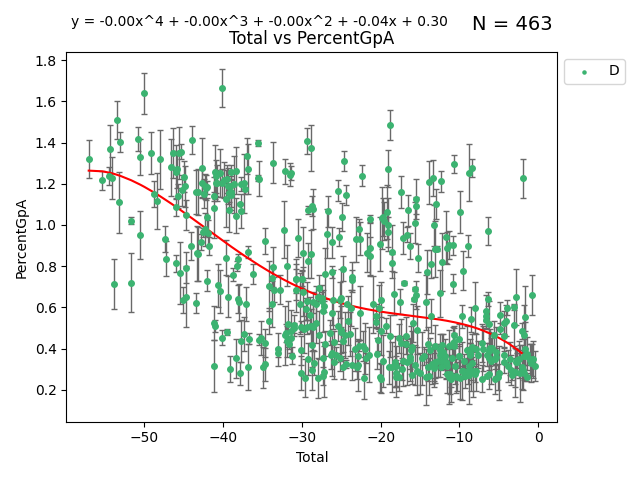 y = -0.00x^4 + -0.00x^3 + -0.00x^2 + -0.04x + 0.30
N = 463
Total vs PercentGpA
D
1.8
1.6
1.4
1.2
1.0
0.8
0.6
0.4
0.2
PercentGpA
−50 −40 −30 −20 −10 0
Total